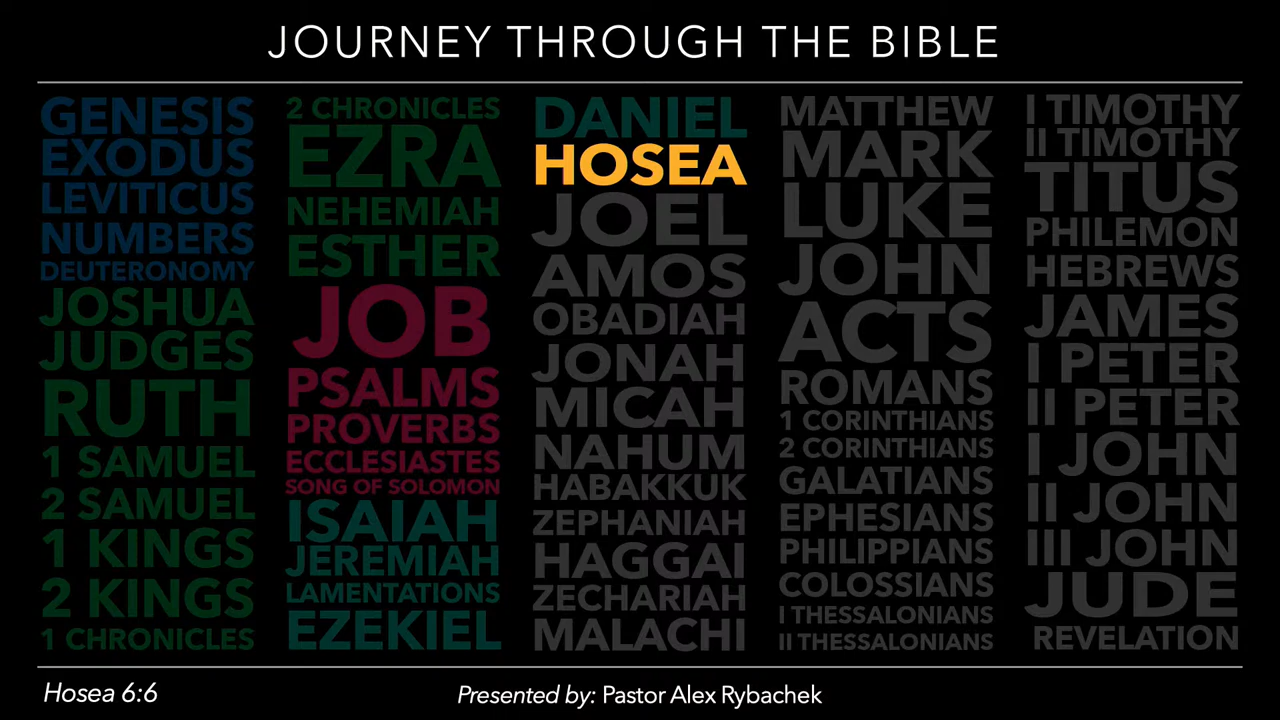 JOURNEY THROUGH THE BIBLE
GENESIS
EXODUS
LEVITICUS
NUMBERS
DEUTERONOMY
JOSHUA
JUDGES
RUTH
1 SAMUEL
2 SAMUEL
1 KINGS
2 KINGS
1 CHRONICLES
2 CHRONICLES
EZRA
NEHEMIAH
ESTHER
JOB
PSALMS
PROVERBS
ECCLESIASTES
SONG OF SOLOMON
ISAIAH
JEREMIAH
LAMENTATIONS
EZEKIEL
DANIEL
HOSEA
JOEL
AMOS
OBADIAH
JONAH
MICAH
NAHUM
HABAKKUK
ZEPHANIAH
HAGGAI
ZECHARIAH
MALACHI
MATTHEW
MARK
LUKE
JOHN
ACTS
ROMANS
1 CORINTHIANS
2 CORINTHIANS
GALATIANS
EPHESIANS
PHILIPPIANS
COLOSSIANS
I THESSALONIANS
II THESSALONIANS
I TIMOTHY
II TIMOTHY
TITUS
PHILEMON
HEBREWS
JAMES
I PETER
II PETER
I JOHN
II JOHN
III JOHN
JUDE
REVELATION
Hosea 6:6
Presented by: Pastor Alex Rybachek